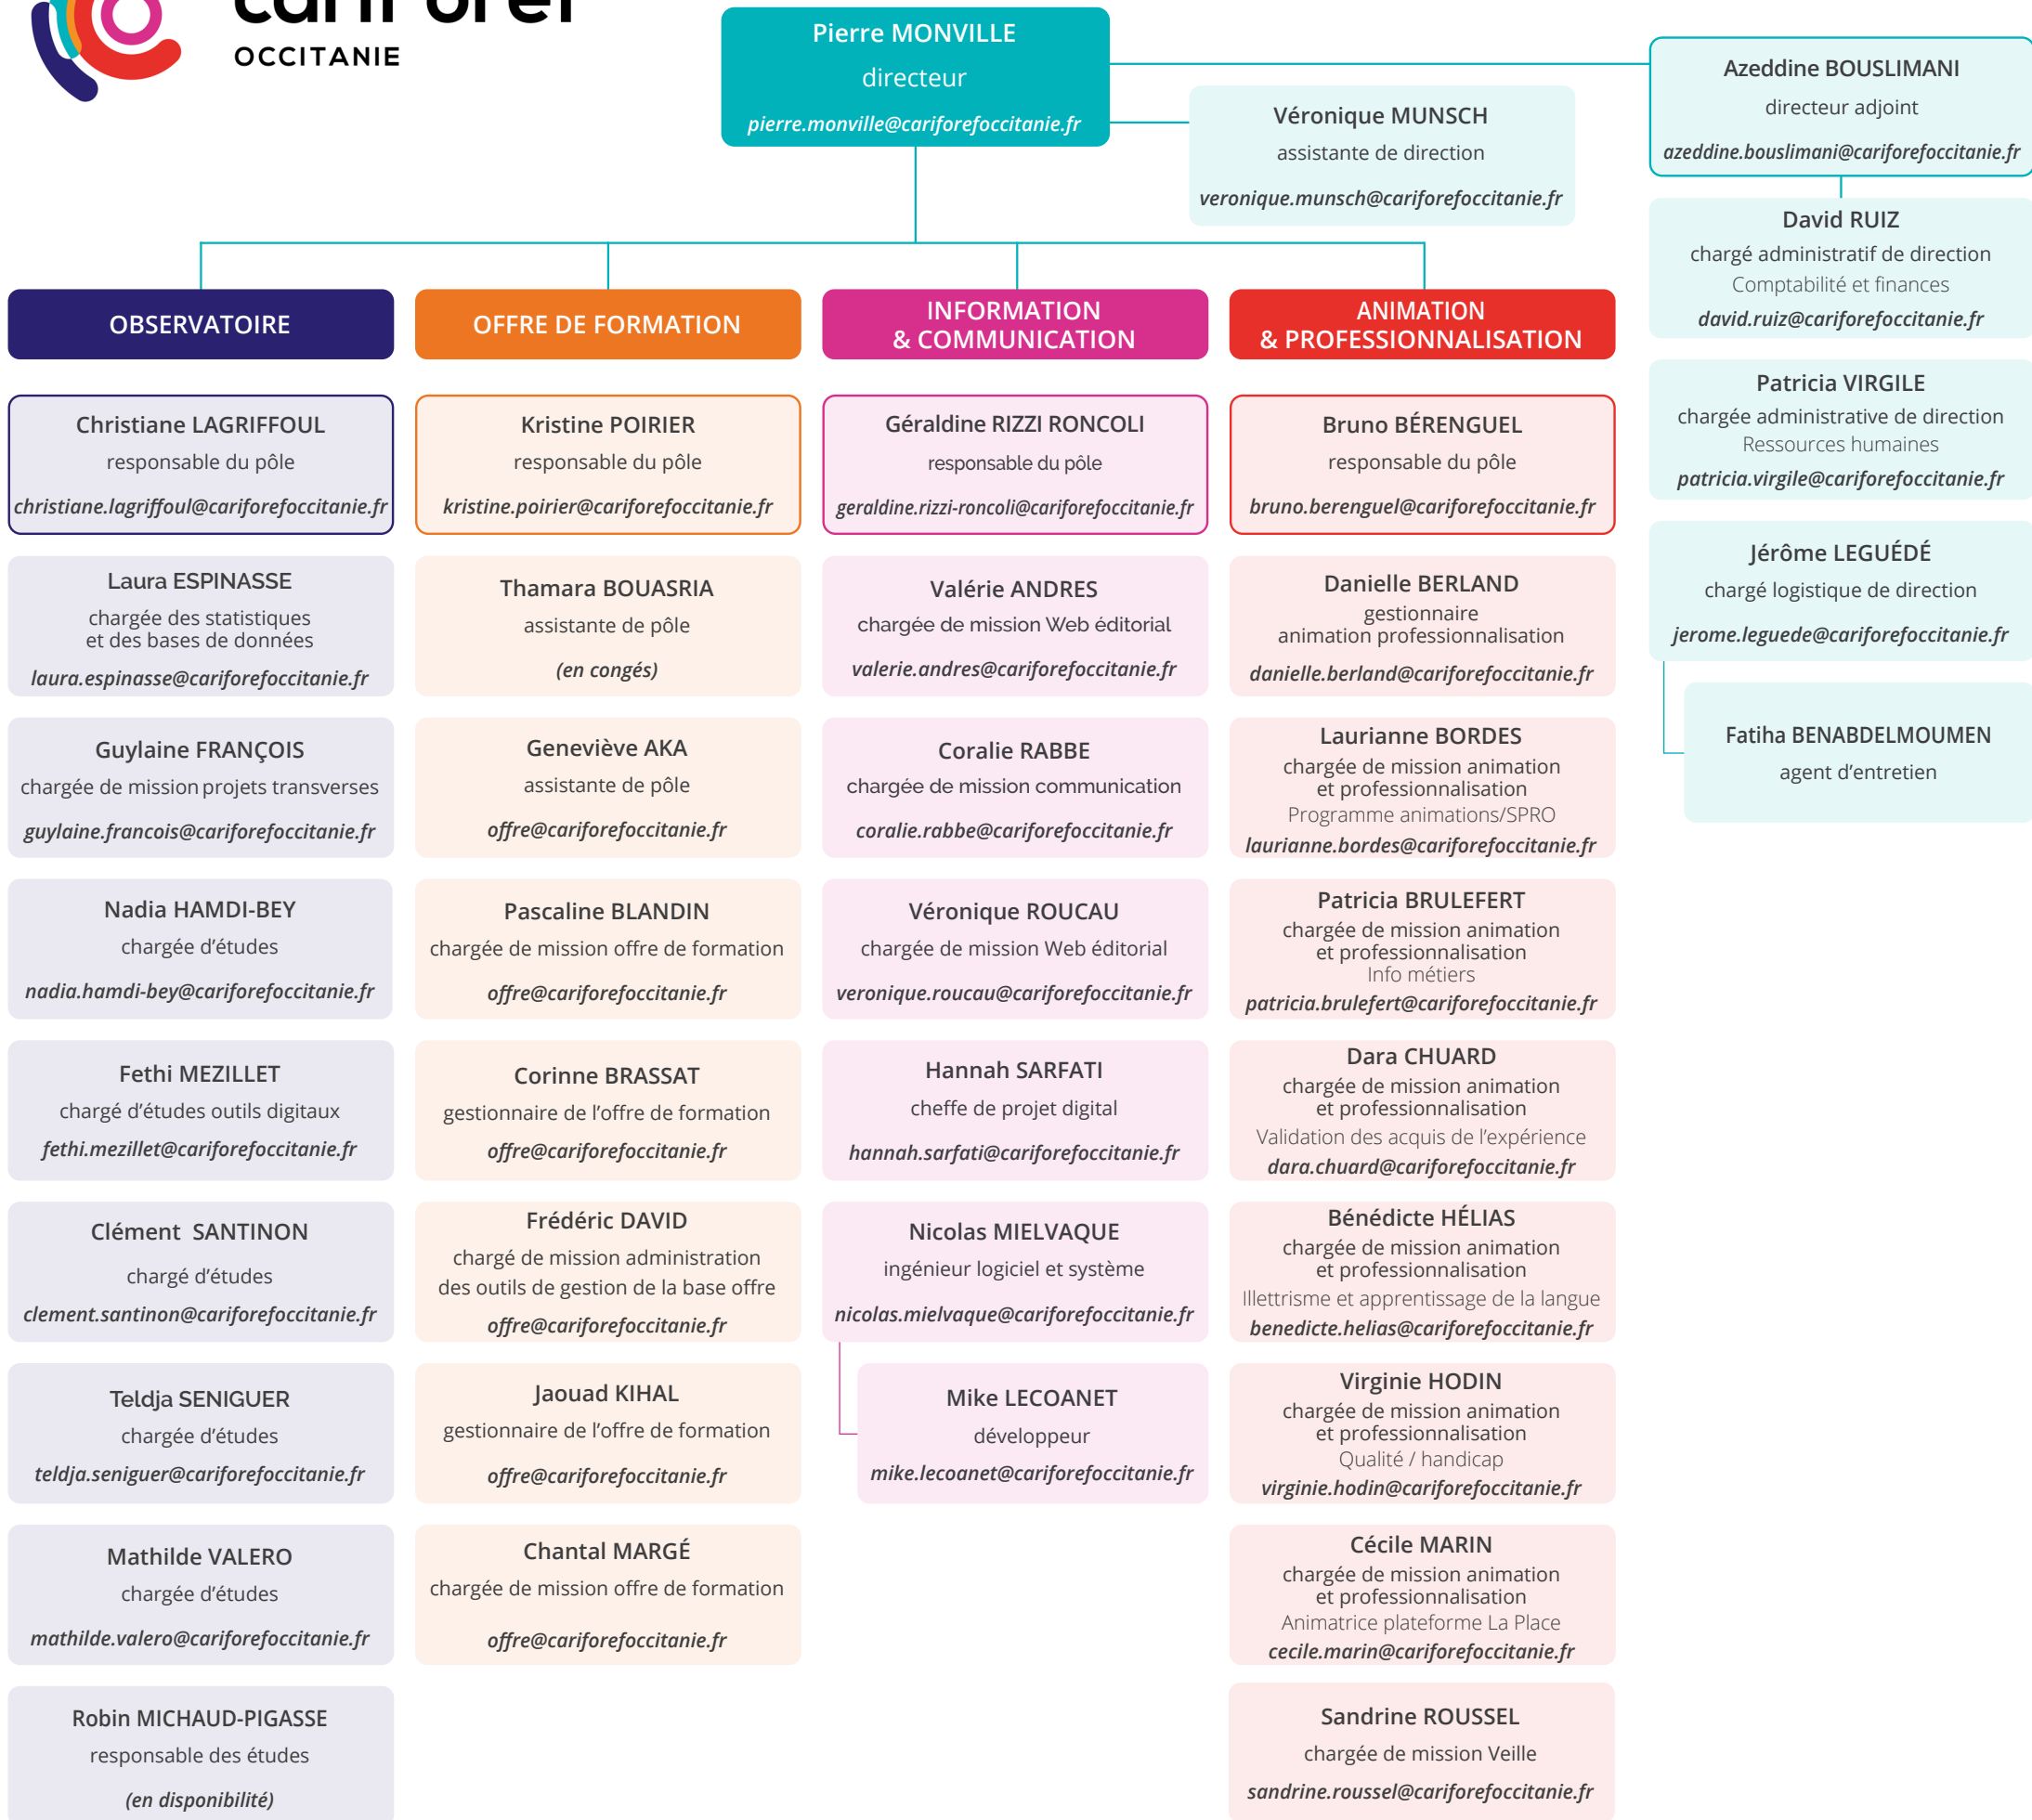 OCCITANIE
Pierre MONVILLE
directeur
pierre.monville@cariforefoccitanie.fr
Véronique MUNSCH
assistante de direction
veronique.munsch@cariforefoccitanie.fr
Azeddine BOUSLIMANI
directeur adjoint
azeddine.bouslimani@cariforefoccitanie.fr
David RUIZ
chargé administratif de direction
Comptabilité et finances
david.ruiz@cariforefoccitanie.fr
Patricia VIRGILE
chargée administrative de direction
Ressources humaines
patricia.virgile@cariforefoccitanie.fr
Jérôme LEGUÉDÉ
chargé logistique de direction
jerome.leguede@cariforefoccitanie.fr
Fatiha BENABDELMOUMEN
agent d'entretien
OBSERVATOIRE
Christiane LAGRIFFOUL
responsable du pôle
christiane.lagriffoul@cariforefoccitanie.fr
Laura ESPINASSE
chargée des statistiques
et des bases de données
laura.espinasse@cariforefoccitanie.fr
Guylaine FRANÇOIS
chargée de mission projets transverses
guylaine.francois@cariforefoccitanie.fr
Nadia HAMDI-BEY
chargée d'études
nadia.hamdi-bey@cariforefoccitanie.fr
Fethi MEZILLET
chargé d'études outils digitaux
fethi.mezillet@cariforefoccitanie.fr
Clément SANTINON
chargé d'études
clement.santinon@cariforefoccitanie.fr
Teldja SENIGUER
chargée d'études
teldja.seniguer@cariforefoccitanie.fr
Mathilde VALERO
chargée d'études
mathilde.valero@cariforefoccitanie.fr
Robin MICHAUD-PIGASSE
responsable des études
(en disponibilité)
OFFRE DE FORMATION
Kristine POIRIER
responsable du pôle
kristine.poirier@cariforefoccitanie.fr
Thamara BOUASRIA
assistante de pôle
(en congés)
Geneviève AKA
assistante de pôle
offre@cariforefoccitanie.fr
Pascaline BLANDIN
chargée de mission offre de formation
offre@cariforefoccitanie.fr
Corinne BRASSAT
gestionnaire de l'offre de formation
offre@cariforefoccitanie.fr
Frédéric DAVID
chargé de mission administration
des outils de gestion de la base offre
offre@cariforefoccitanie.fr
Jaouad KIHAL
gestionnaire de l'offre de formation
offre@cariforefoccitanie.fr
Chantal MARGÉ
chargée de mission offre de formation
offre@cariforefoccitanie.fr
INFORMATION
& COMMUNICATION
Géraldine RIZZI RONCOLI
responsable du pôle
geraldine.rizzi-roncoli@cariforefoccitanie.fr
Valérie ANDRES
chargée de mission Web éditorial
valerie.andres@cariforefoccitanie.fr
Coralie RABBE
chargée de mission communication
coralie.rabbe@cariforefoccitanie.fr
Véronique ROUCAU
chargée de mission Web éditorial
veronique.roucau@cariforefoccitanie.fr
Hannah SARFATI
cheffe de projet digital
hannah.sarfati@cariforefoccitanie.fr
Nicolas MIELVAQUE
ingénieur logiciel et système
nicolas.mielvaque@cariforefoccitanie.fr
Mike LECOANET
développeur
mike.lecoanet@cariforefoccitanie.fr
ANIMATION
& PROFESSIONNALISATION
Bruno BÉRENGUEL
responsable du pôle
bruno.berenguel@cariforefoccitanie.fr
Danielle BERLAND
gestionnaire
animation professionnalisation
danielle.berland@cariforefoccitanie.fr
Laurianne BORDES
chargée de mission animation
et professionnalisation
Programme animations/SPRO
laurianne.bordes@cariforefoccitanie.fr
Patricia BRULEFERT
chargée de mission animation
et professionnalisation
Info métiers
patricia.brulefert@cariforefoccitanie.fr
Dara CHUARD
chargée de mission animation
et professionnalisation
Validation des acquis de l'expérience
dara.chuard@cariforefoccitanie.fr
Bénédicte HÉLIAS
chargée de mission animation
et professionnalisation
Illettrisme et apprentissage de la langue
benedicte.helias@cariforefoccitanie.fr
Virginie HODIN
chargée de mission animation
et professionnalisation
Qualité / handicap
virginie.hodin@cariforefoccitanie.fr
Cécile MARIN
chargée de mission animation
et professionnalisation
Animatrice plateforme La Place
cecile.marin@cariforefoccitanie.fr
Sandrine ROUSSEL
chargée de mission Veille
sandrine.roussel@cariforefoccitanie.fr